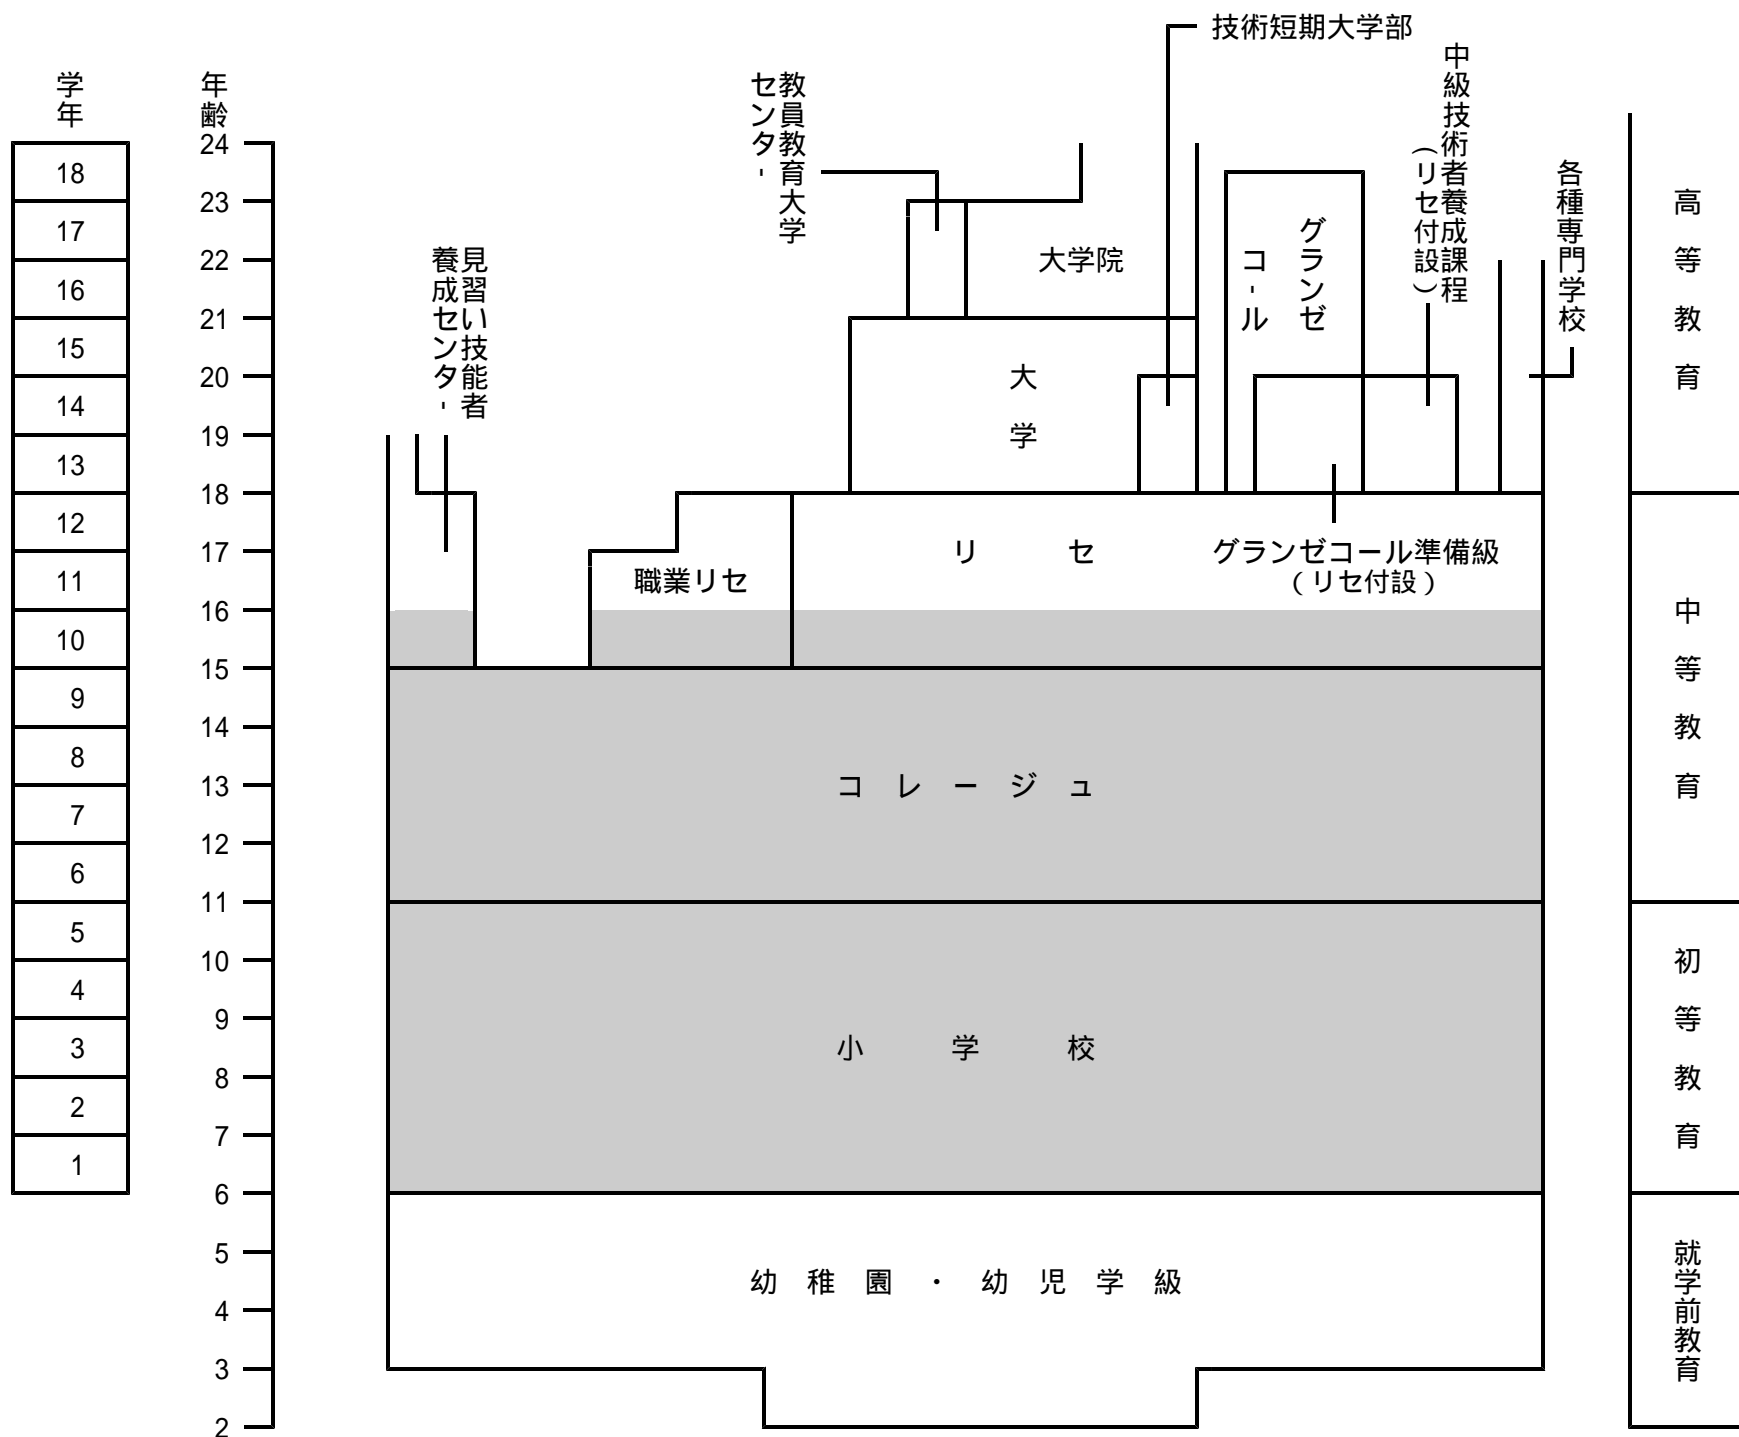 技術短期大学部
学年
年齢
教員教育大学
センタ-
中級技術者養成課程
(リセ付設)
各種専門学校
見習い技能者
養成センタ-
グランゼ
コ-ル
大学院
大学
高等教育
24
18
23
17
22
16
21
15
20
14
19
13
18
12
17
11
16
10
15
9
14
8
13
7
12
6
11
5
10
4
9
3
8
2
7
1
6
5
4
3
2
リセ
グランゼコール準備級
(リセ付設)
職業リセ
中等教育
コレージュ
初等教育
小学校
幼稚園・幼児学級
就学前教育